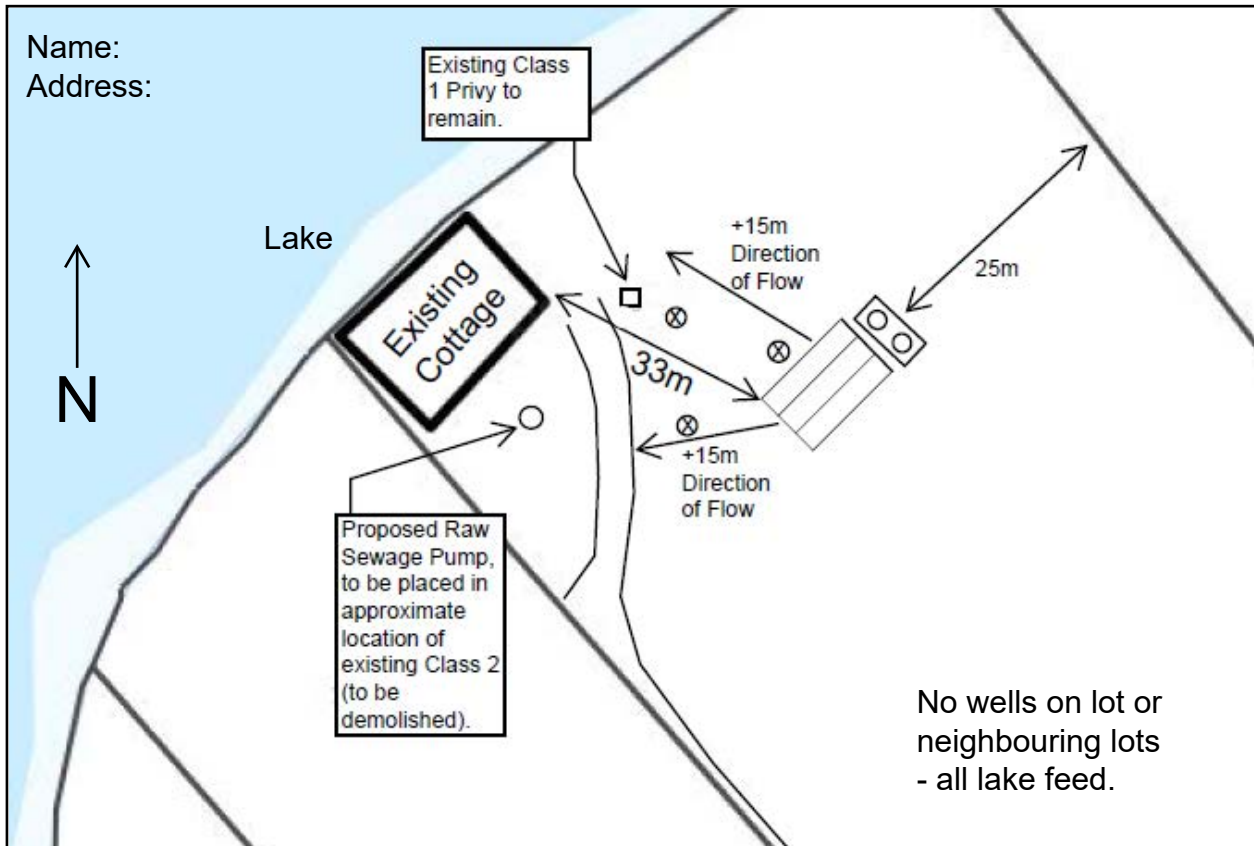 Name:
Address:
Existing Class
1 Privy to
remain.
Lake
N
Existing
Cottage
+15m
Direction
of Flow
25m
33m
+15m
Direction
of Flow
Proposed Raw
Sewage Pump,
to be placed in
approximate
location of
existing Class 2
(to be
demolished).
No wells on lot or
neighbouring lots
- all lake feed.